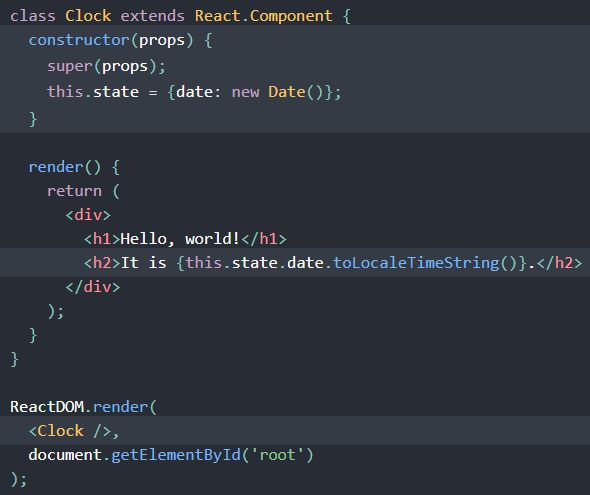 class Clock extends React.Component {
  constructor(props) {
    super(props);
    this.state = {date: new Date()};
  }

  render() {
    return (
      <div>
        <h1>Hello, world!</h1>
        <h2>It is {this.state.date.toLocaleTimeString()}.</h2>
      </div>
    );
  }
}

ReactDOM.render(
  <Clock />,
  document.getElementById('root')
);